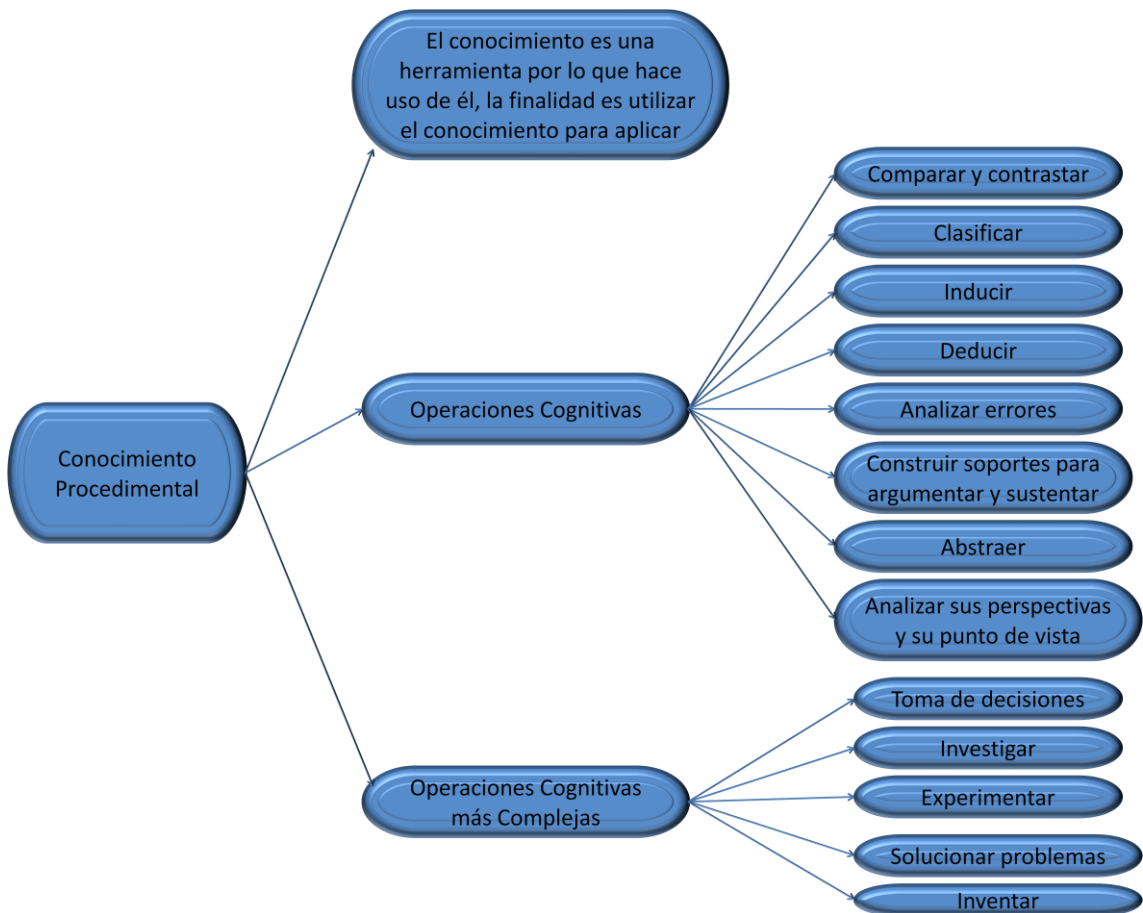 El conocimiento es una
herramienta por lo que hace
uso de él, la finalidad es utilizar
el conocimiento para aplicar
Conocimiento
Procedimental
Operaciones Cognitivas
Comparar y contrastar
Clasificar
Inducir
Deducir
Analizar errores
Construir soportes para
argumentar y sustentar
Abstraer
Analizar sus perspectivas
y su punto de vista
Operaciones Cognitivas
más Complejas
Toma de decisiones
Investigar
Experimentar
Solucionar problemas
Inventar